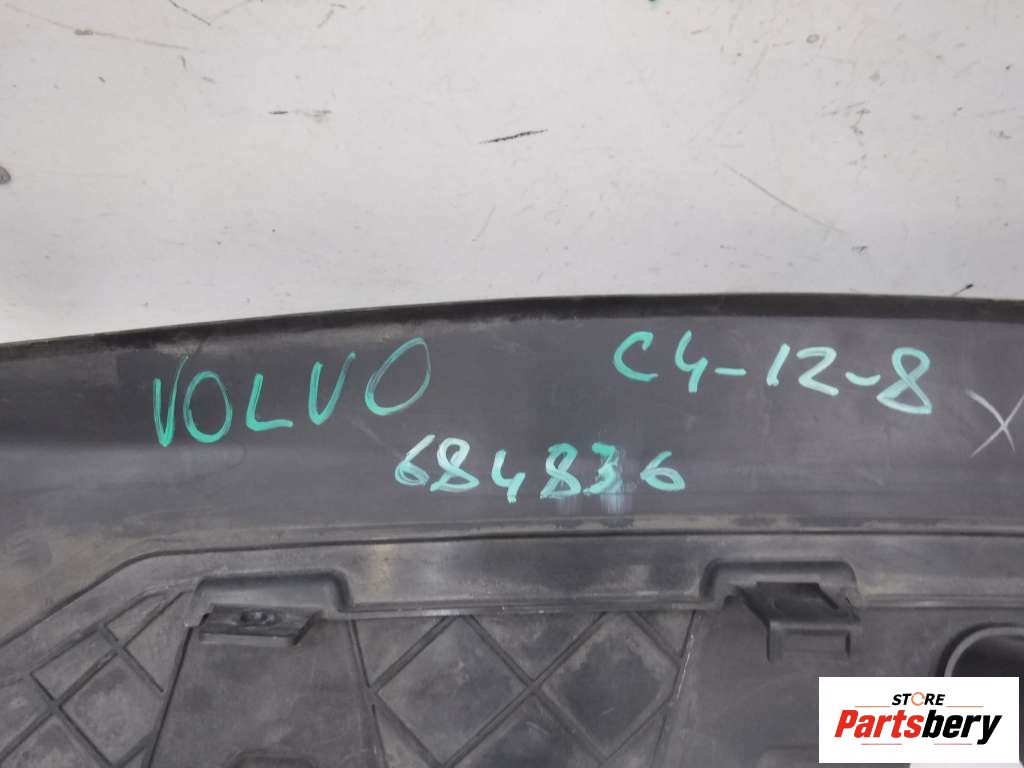 VOLVO C4-12-8 X
684836
STORE
Partsbery